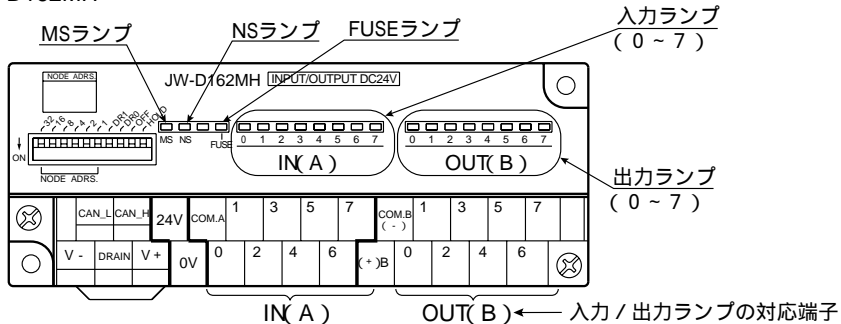 MSランプ
NSランプ
FUSEランプ
入力ランプ
(0~7)
NODE ADRS.
JW-D162MH INPUT/OUTPUT DC24V
32 16 8 4 2 1 DR1 DR0 OFF HOLD
ON
NODE ADRS.
MS NS FUSE
0 1 2 3 4 5 6 7
IN(A)
0 1 2 3 4 5 6 7
OUT(B)
出力ランプ
(0~7)
CAN_L CAN_H 24V COM.A 1 3 5 7 COM.B (-) 1 3 5 7
V- DRAIN V+ 0V 0 2 4 6 (+)B 0 2 4 6
IN(A) OUT(B) 入力/出力ランプの対応端子